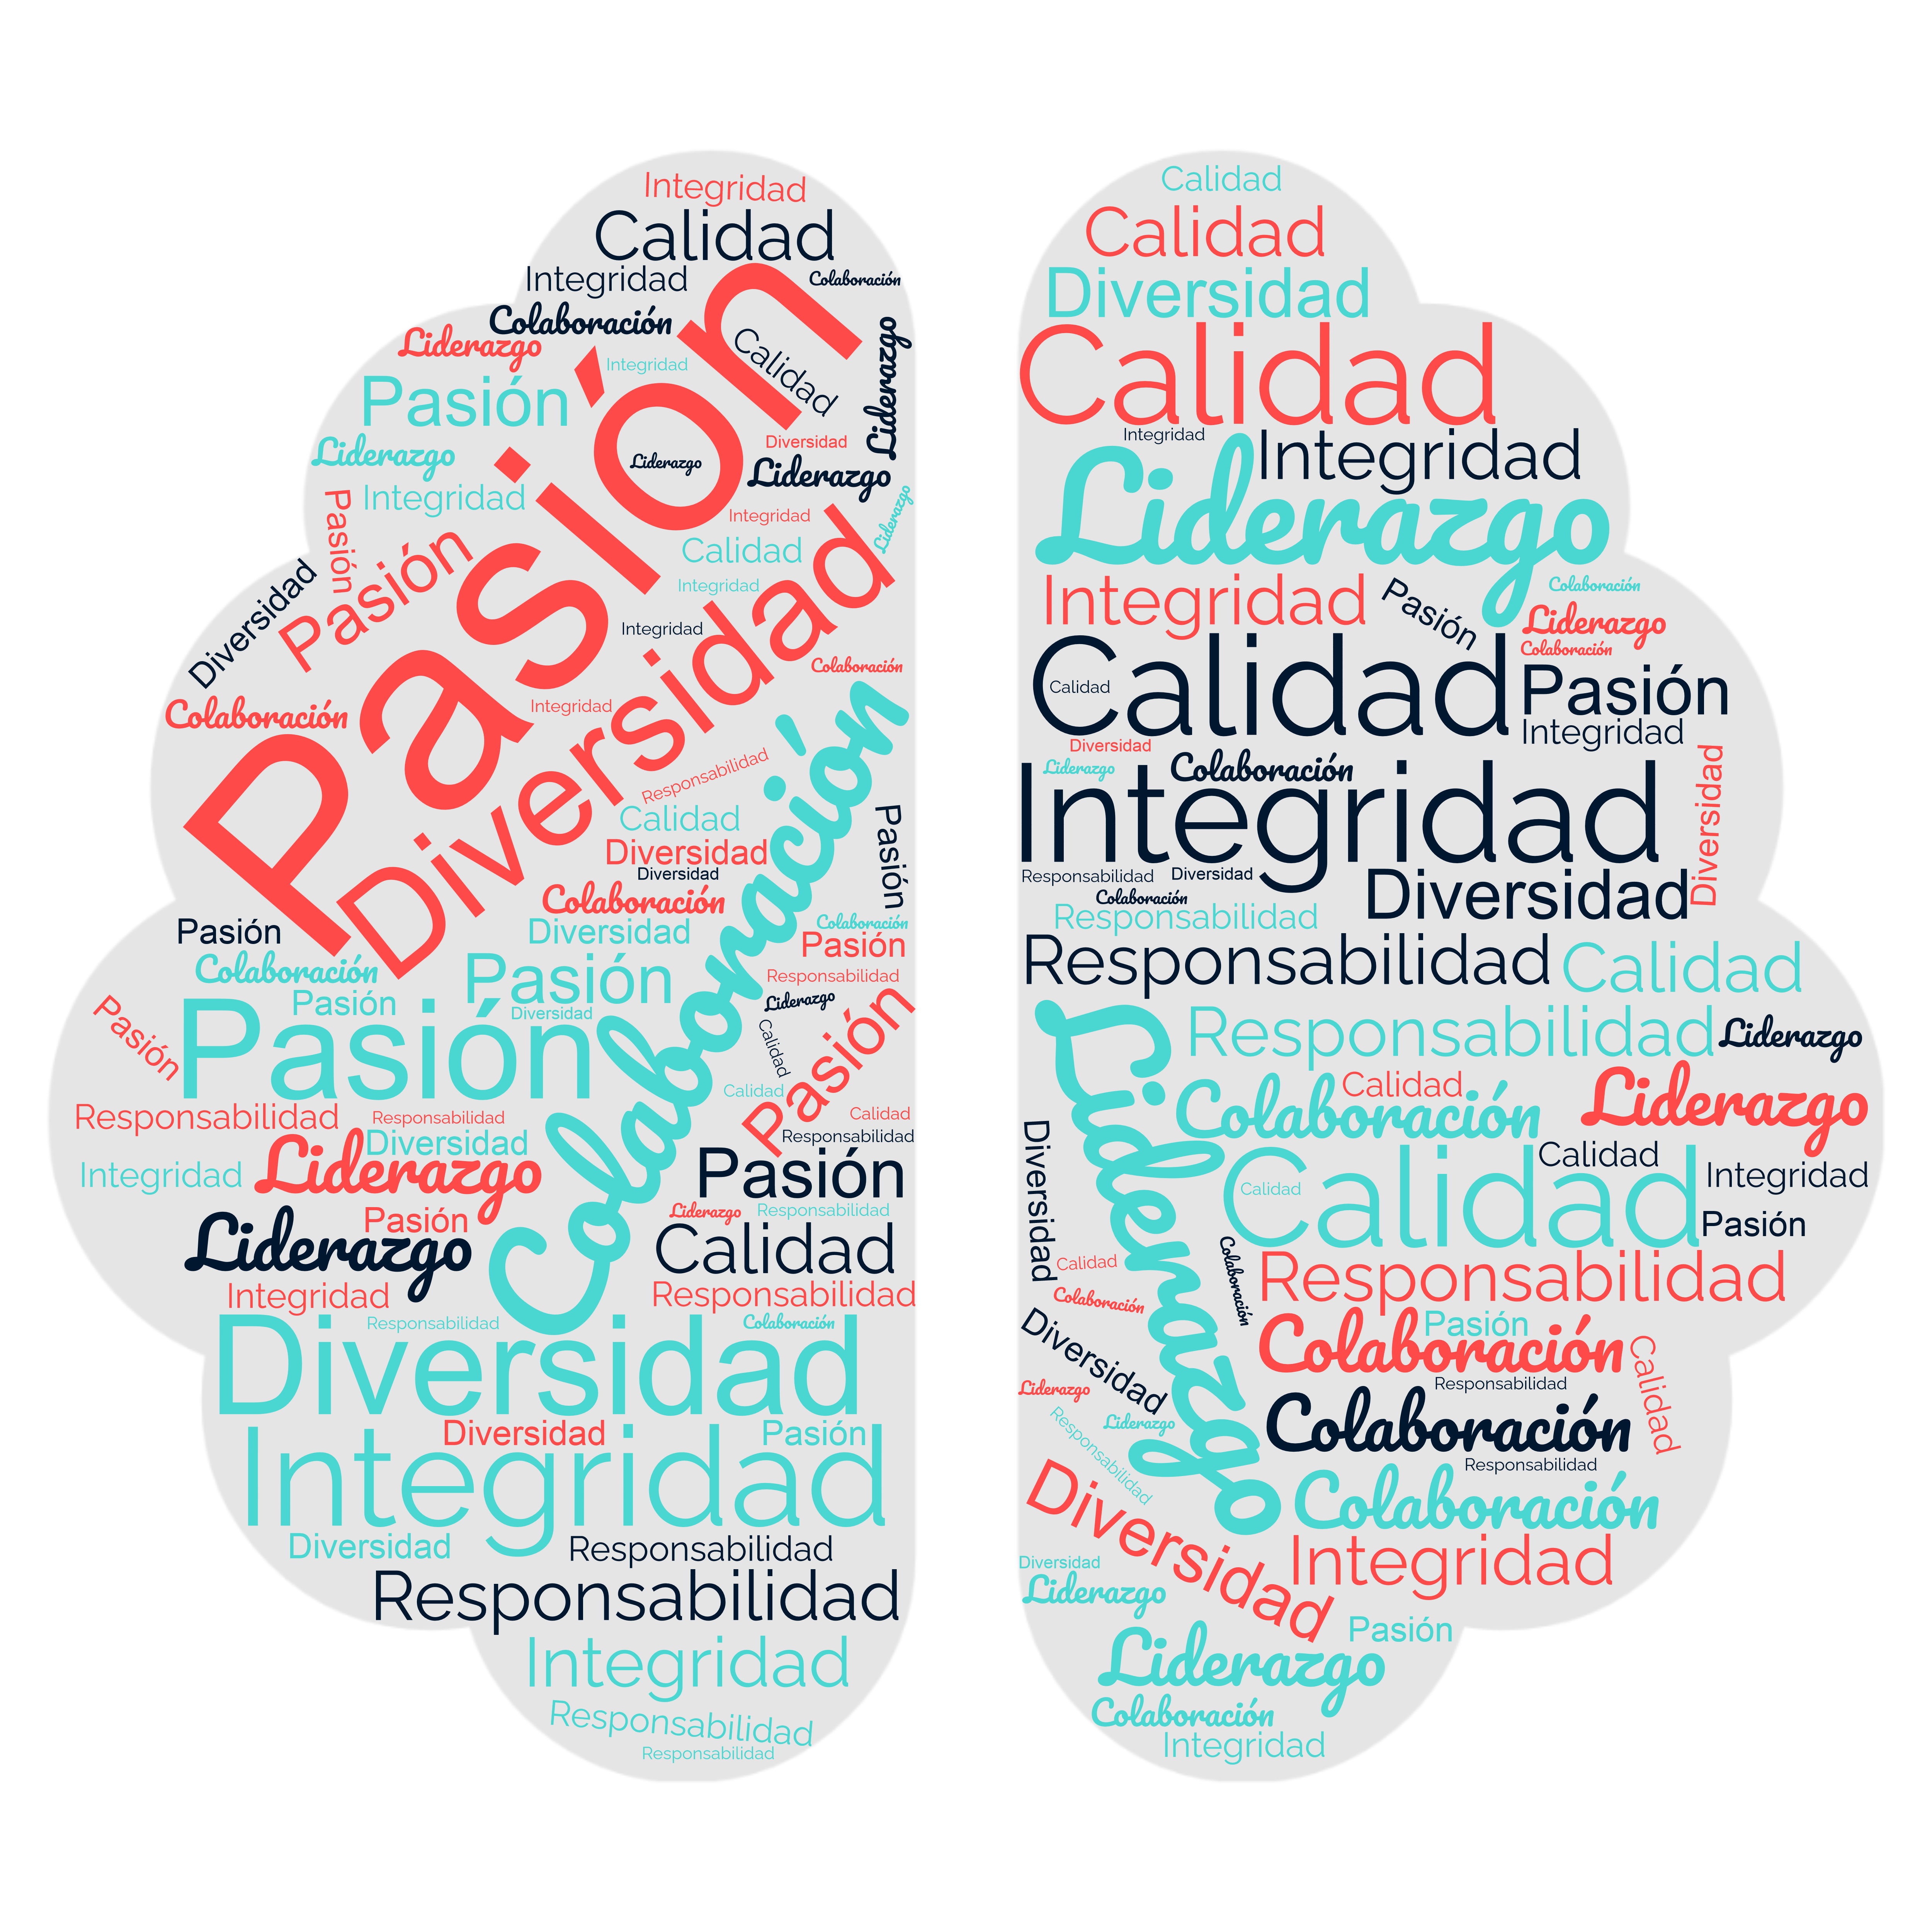 Integridad
Calidad
Integridad
Colaboración
Colaboración
Liderazgo
Integridad
Calidad
Liderazgo
Pasión
Pasión
Liderazgo
Diversidad
Liderazgo
Liderazgo
Integridad
Pasión
Integridad
Liderazgo
Pasión
Calidad
Diversidad
Integridad
Integridad
Diversidad
Colaboración
Colaboración
Integridad
Colaboración
Responsabilidad
Calidad
Pasión
Diversidad
Diversidad
Colaboración
Pasión
Diversidad
Colaboración
Pasión
Colaboración
Pasión
Responsabilidad
Pasión
Diversidad
Liderazgo
Pasión
Pasión
Calidad
Pasión
Calidad
Responsabilidad
Responsabilidad
Calidad
Diversidad
Responsabilidad
Integridad
Liderazgo
Pasión
Liderazgo
Responsabilidad
Pasión
Liderazgo
Calidad
Integridad
Responsabilidad
Responsabilidad
Colaboración
Diversidad
Diversidad
Pasión
Integridad
Diversidad
Responsabilidad
Responsabilidad
Integridad
Responsabilidad
Responsabilidad
Calidad
Calidad
Diversidad
Calidad
Integridad
Integridad
Liderazgo
Integridad
Pasión
Colaboración
Liderazgo
Colaboración
Calidad
Calidad
Pasión
Integridad
Diversidad
Liderazgo
Colaboración
Integridad
Diversidad
Responsabilidad
Diversidad
Colaboración
Diversidad
Responsabilidad
Responsabilidad
Calidad
Liderazgo
Responsabilidad
Liderazgo
Calidad
Colaboración
Liderazgo
Diversidad
Calidad
Calidad
Calidad
Integridad
Pasión
Calidad
Colaboración
Responsabilidad
Colaboración
Pasión
Colaboración
Calidad
Diversidad
Liderazgo
Responsabilidad
Responsabilidad
Liderazgo
Colaboración
Responsabilidad
Colaboración
Diversidad
Integridad
Diversidad
Liderazgo
Pasión
Liderazgo
Colaboración
Integridad